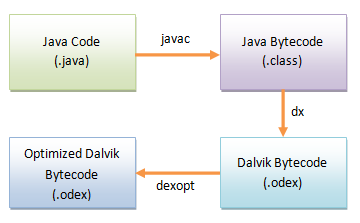 Java Code
(.java)
javac
Java Bytecode
(.class)
dx
Dalvik Bytecode
(.odex)
dexopt
Optimized Dalvik
Bytecode
(.odex)